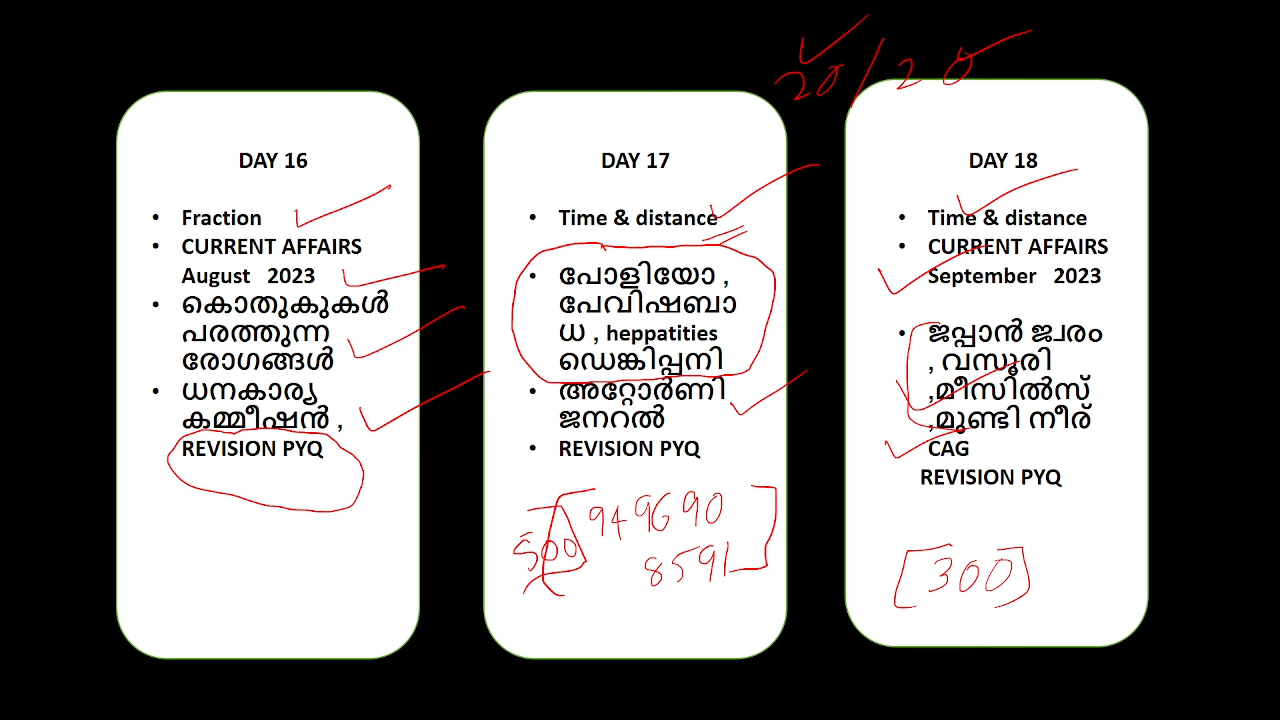 20/20
DAY 16
• Fraction
• CURRENT AFFAIRS
August 2023
• കൊതുകുകൾ
പരത്തുന്ന
രോഗങ്ങൾ
• ധനകാര്യ
കമ്മീഷൻ ,
REVISION PYQ
DAY 17
• Time & distance
• പോളിയോ ,
പേവിഷബാ
ധ , heppatities
ഡെങ്കിപ്പനി
• അറ്റോർണി
ജനറൽ
• REVISION PYQ
500
949690
8591
DAY 18
• Time & distance
• CURRENT AFFAIRS
September 2023
• ജപ്പാൻ ജ്വരം
, വസൂരി
,മീസിൽസ്
,മുണ്ടി നീര്
CAG
REVISION PYQ
[300]